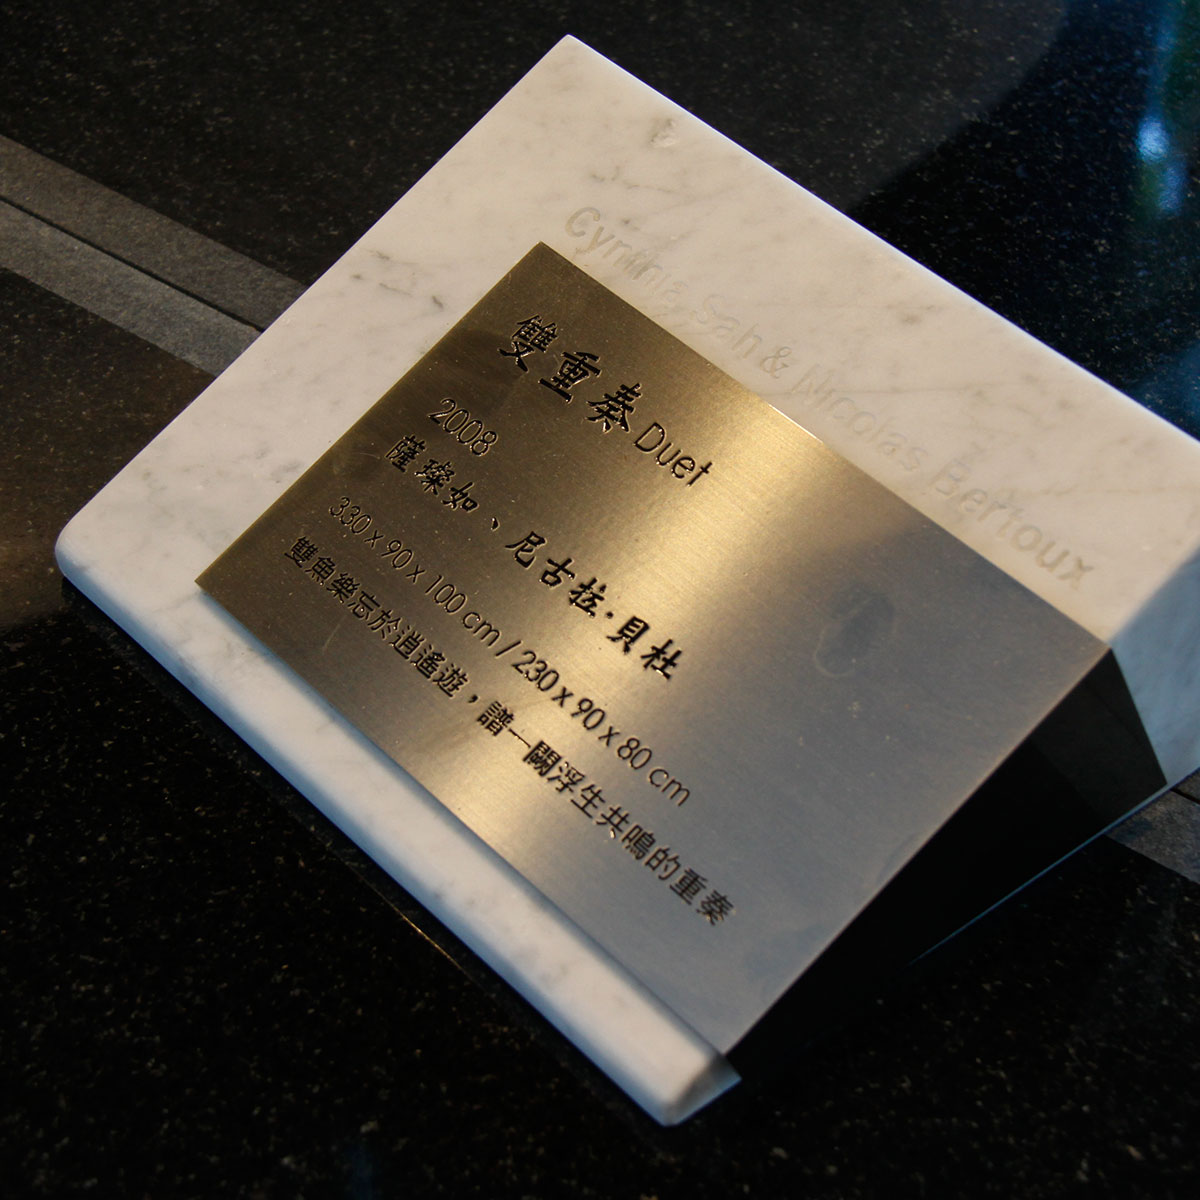 Cynthia Sah & Nicolas Bertoux
雙重奏 Duet
2008
薩璨如、尼古拉·貝杜
330 x 90 x 100 cm / 230 x 90 x 80 cm
雙魚樂忘於逍遙遊，譜一闕浮生共鳴的重奏